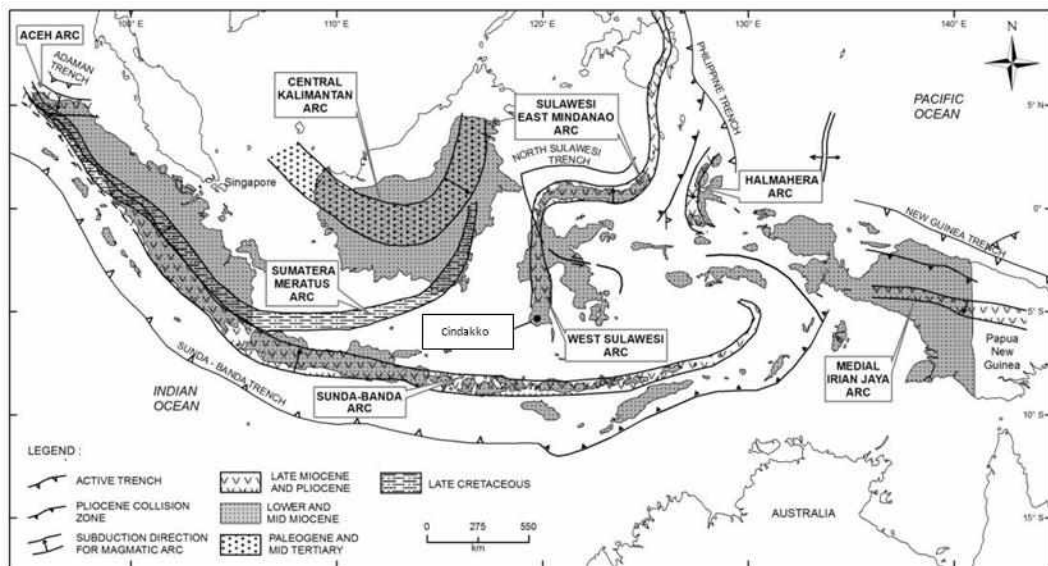 100° E
110° E
120° E
130° E
140° E
ACEH ARC
ADAMAN
TRENCH
CENTRAL
KALIMANTAN
ARC
SULAWESI
EAST MINDANAO
ARC
PHILIPPINE TRENCH
N
PACIFIC
OCEAN
5° N
NORTH SULAWESI
TRENCH
Singapore
HALMAHERA
ARC
0°
NEW GUINEA TRENCH
SUMATERA
MERATUS
ARC
Cindakko
WEST SULAWESI
ARC
5° S
Papua
New
Guinea
MEDIAL
IRIAN JAYA
ARC
SUNDA - BANDA TRENCH
SUNDA-BANDA
ARC
INDIAN
OCEAN
10° S
LEGEND :
ACTIVE TRENCH
PLIOCENE COLLISION
ZONE
SUBDUCTION DIRECTION
FOR MAGMATIC ARC
LATE MIOCENE
AND PLIOCENE
LOWER AND
MID MIOCENE
PALEOGENE AND
MID TERTIARY
LATE CRETACEOUS
0 275 550
km
AUSTRALIA
15° S